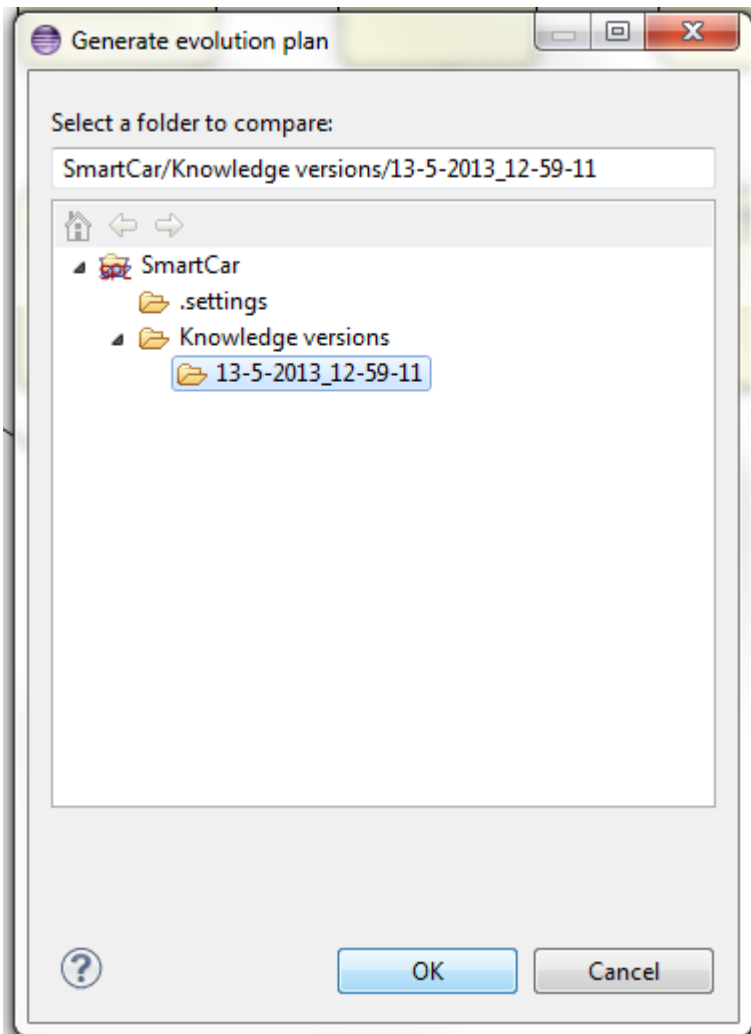 Generate evolution plan
Select a folder to compare:
SmartCar/Knowledge versions/13-5-2013_12-59-11
SmartCar
.settings
Knowledge versions
13-5-2013_12-59-11
OK
Cancel